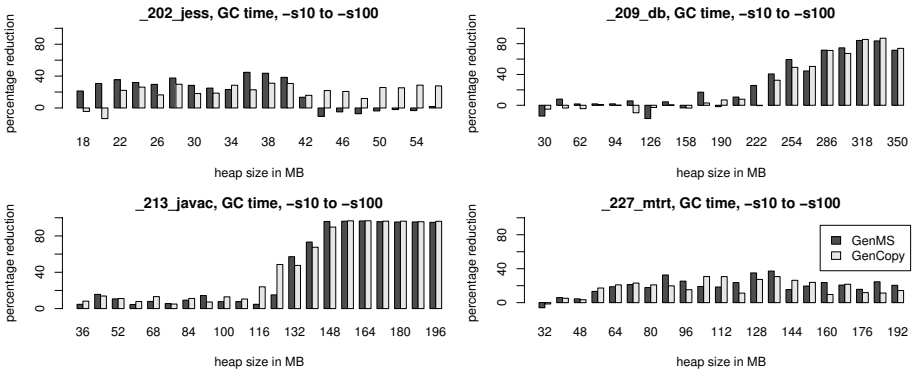 _202_jess, GC time, −s10 to −s100
percentage reduction
0 40 80
18 22 26 30 34 38 42 46 50 54
heap size in MB
_209_db, GC time, −s10 to −s100
percentage reduction
0 40 80
30 62 94 126 158 190 222 254 286 318 350
heap size in MB
_213_javac, GC time, −s10 to −s100
percentage reduction
0 40 80
36 52 68 84 100 116 132 148 164 180 196
heap size in MB
_227_mtrt, GC time, −s10 to −s100
percentage reduction
0 40 80
GenMS
GenCopy
32 48 64 80 96 112 128 144 160 176 192
heap size in MB